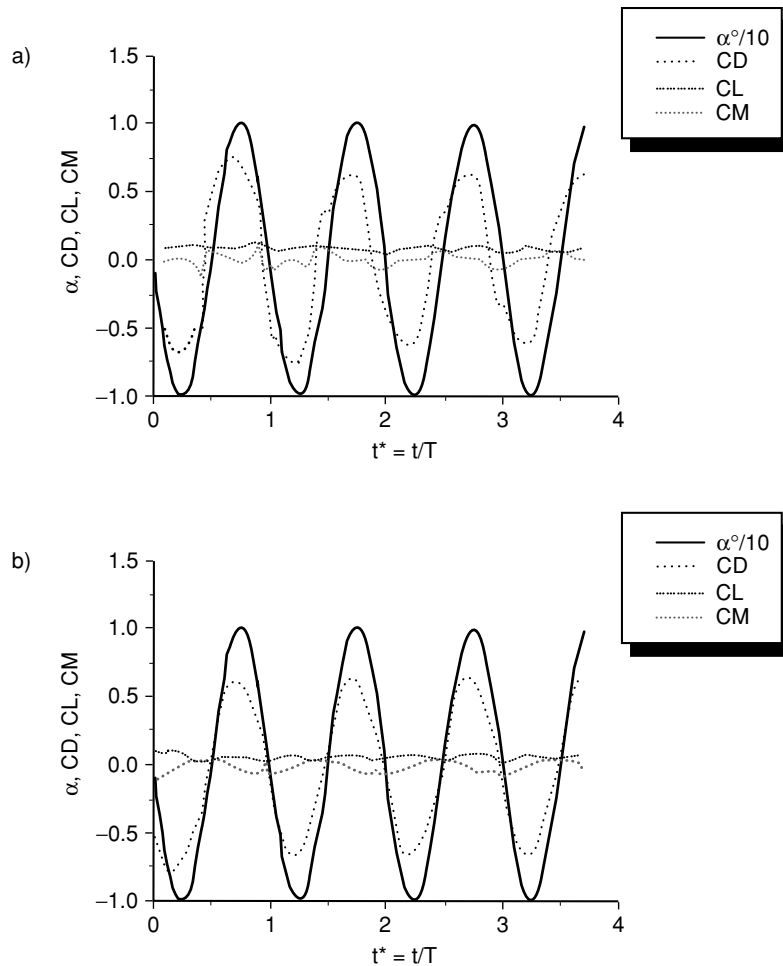 a)
α°/10
CD
CL
CM
α, CD, CL, CM
1.5
1.0
0.5
0.0
−0.5
−1.0
0 1 2 3 4
t* = t/T
b)
α°/10
CD
CL
CM
α, CD, CL, CM
1.5
1.0
0.5
0.0
−0.5
−1.0
0 1 2 3 4
t* = t/T